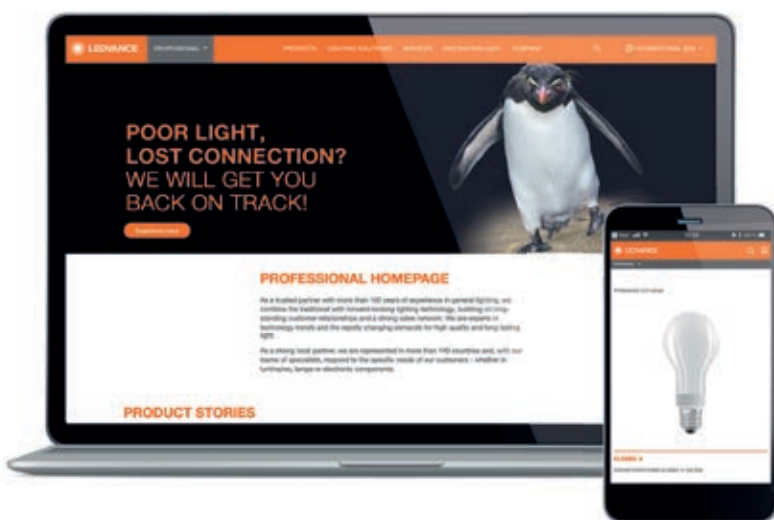 LEDVANCE PROFESSIONAL PRODUCTS LIGHTING SOLUTIONS SERVICES COMPANY INTERNATIONAL (EN)
POOR LIGHT,
LOST CONNECTION?
WE WILL GET YOU
BACK ON TRACK!
PROFESSIONAL HOMEPAGE
As a trusted partner with more than 100 years of experience in general lighting, we
combine the traditional with forward-looking lighting technology, building on long-
standing customer relationships and a strong sales network. We are experts in
technology trends and the rapidly changing demands for high quality and long lasting
light.
As a strong local partner, we are represented in more than 140 countries and, with our
teams of specialists, respond to the specific needs of our customers – whether in
luminaires, lamps or electronic components.
PRODUCT STORIES
LEDVANCE
CLASSIC A